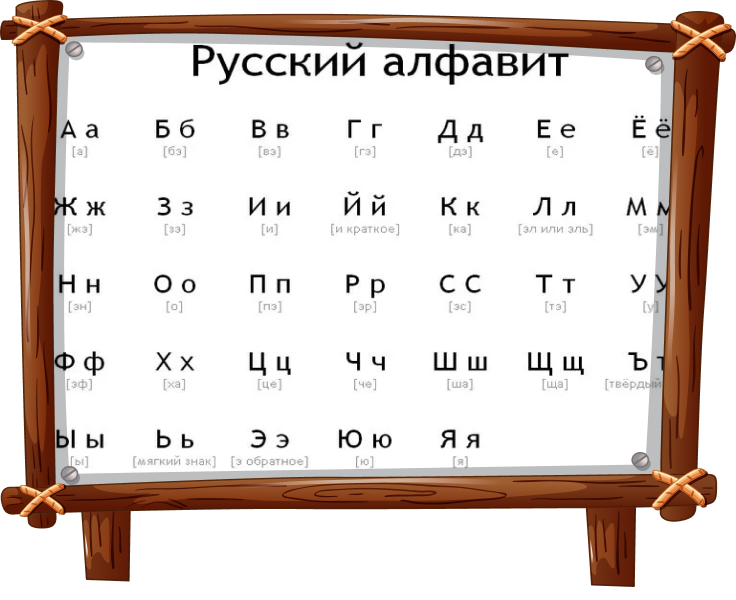 Русский алфавит
А а Б б В в Г г Д д Е е Ё ё
[а] [бэ] [вэ] [гэ] [дэ] [е] [ё]
Ж ж З з И и Й й К к Л л М м
[жэ] [зэ] [и] [и краткое] [ка] [эл или эль] [эм]
Н н О о П п Р р С С Т т У У
[эн] [о] [пэ] [эр] [эс] [тэ] [у]
Ф ф Х х Ц ц Ч ч Ш ш Щ щ Ъ
[эф] [ха] [це] [че] [ша] [ща] [твёрдый
Ы ы Ь ь Э э Ю ю Я я
[ы] [мягкий знак] [э обратное] [ю] [я]